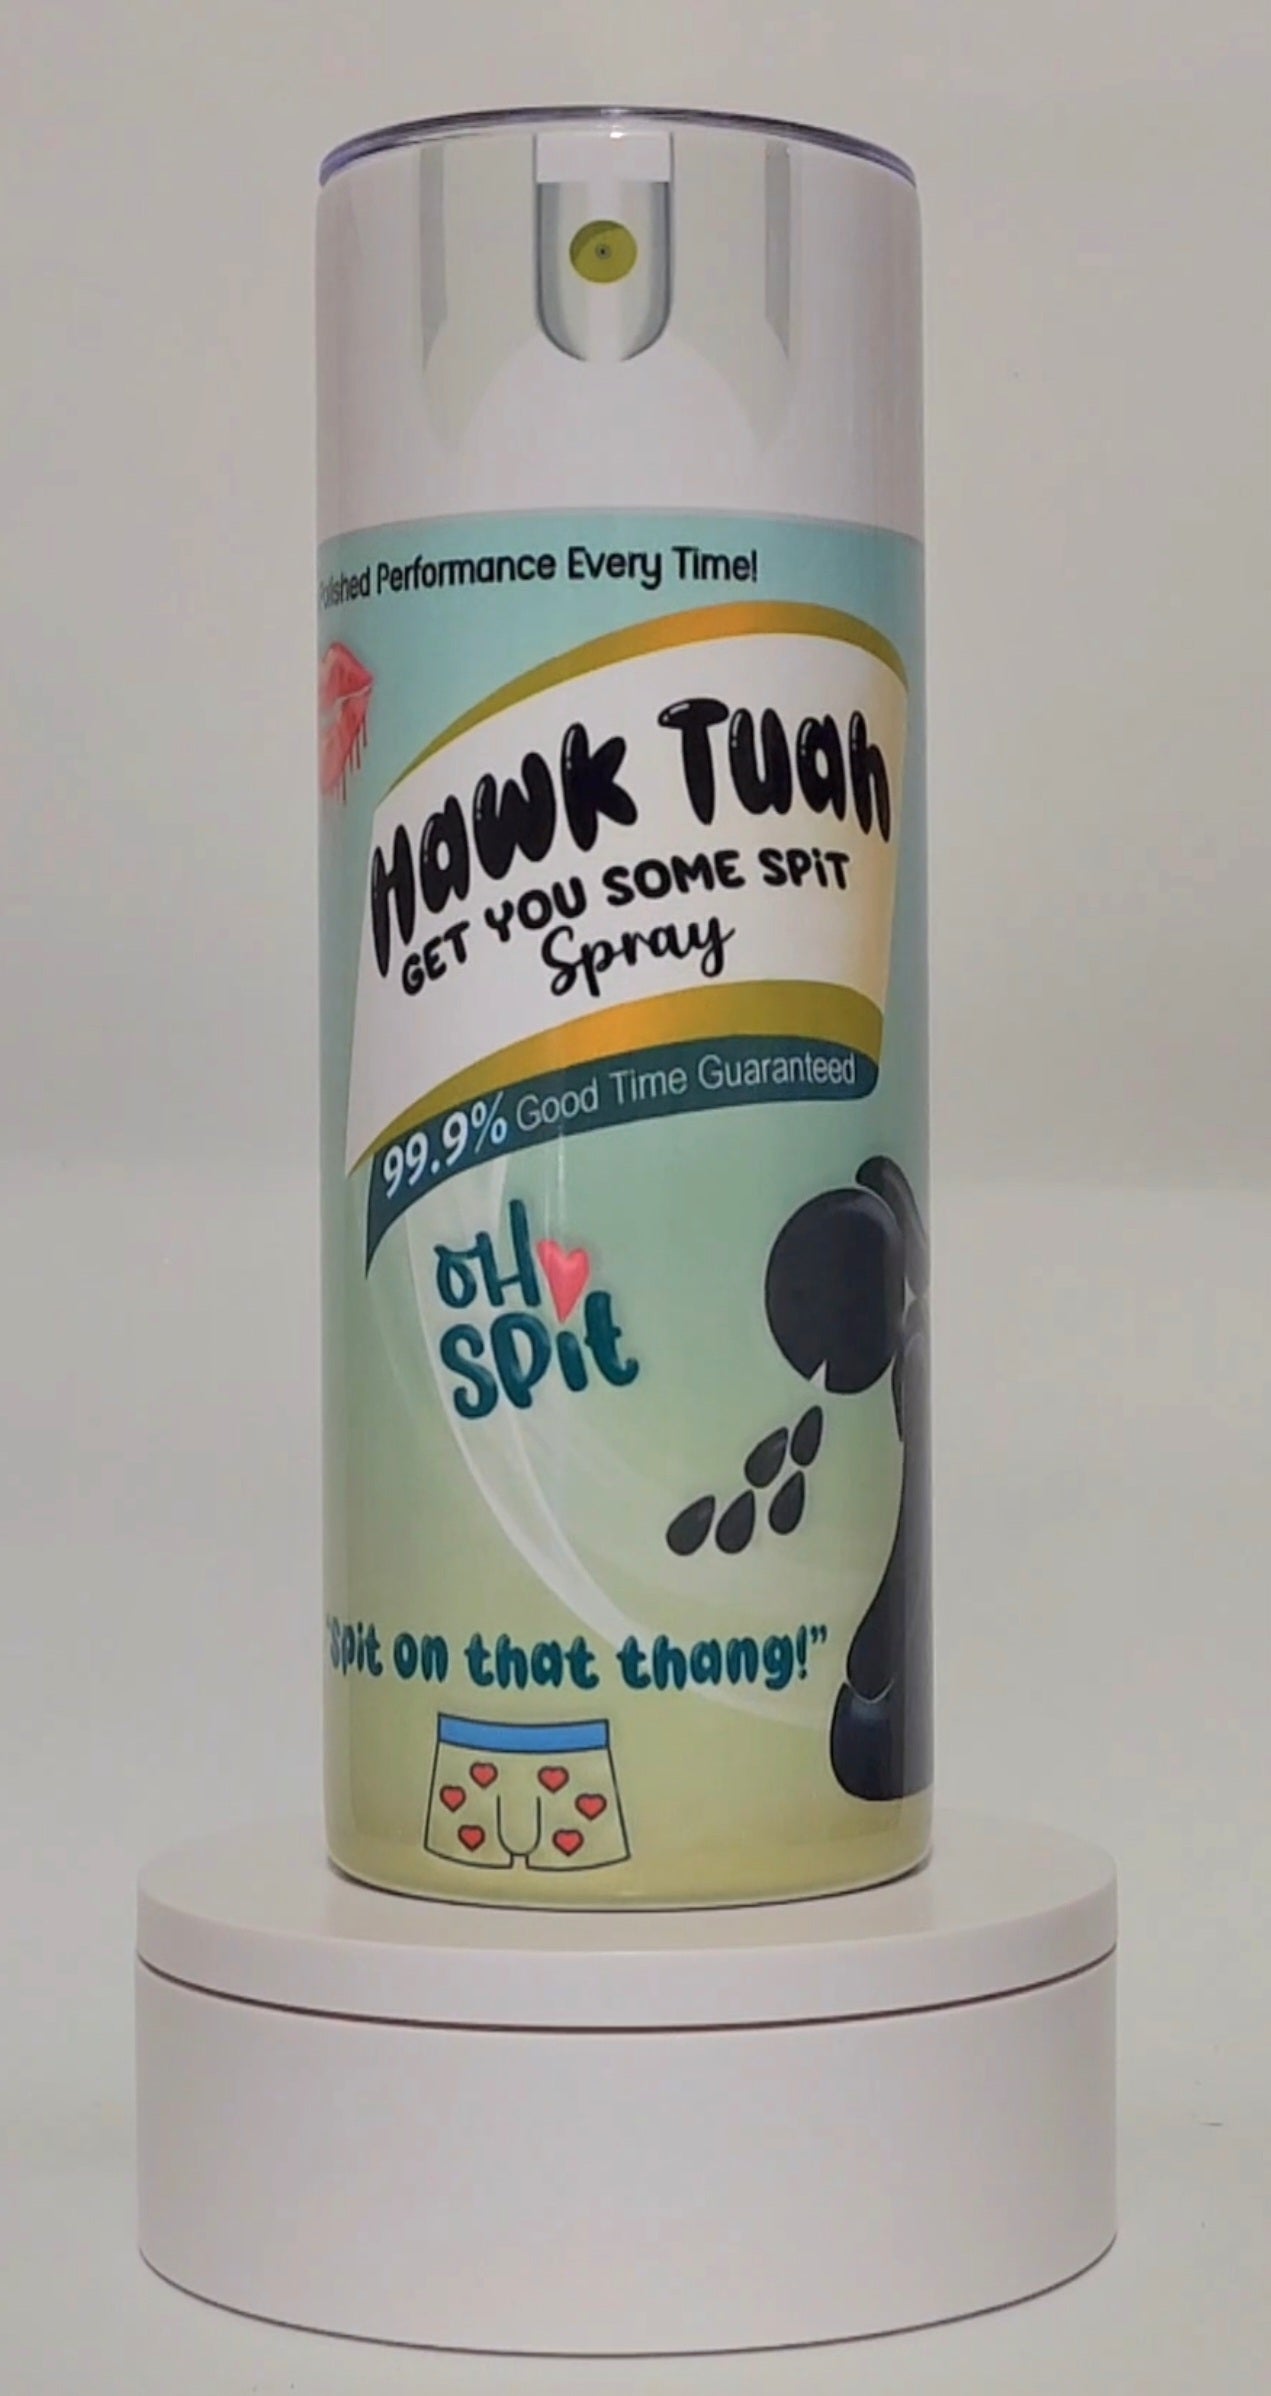 Performance Every Time!
Hawk Tuah
GET YOU SOME SPiT
Spray
99.9% Good Time Guaranteed
OH
SPit
"Spit on that thang!"